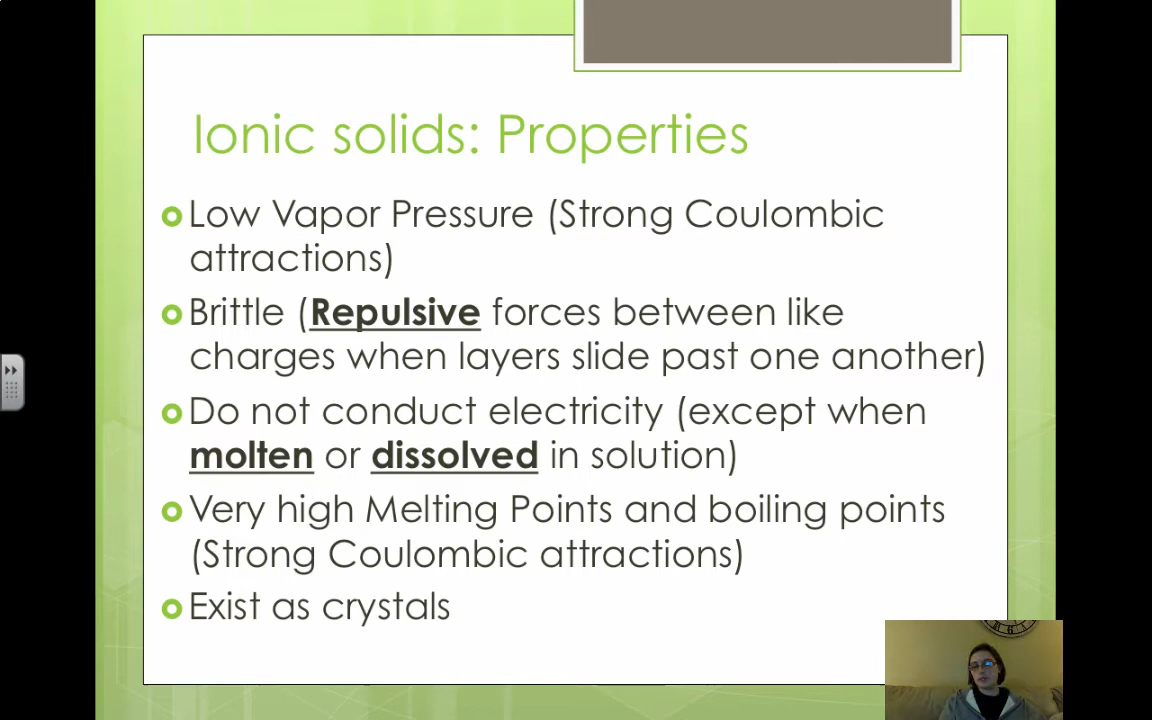 Ionic solids: Properties
Low Vapor Pressure (Strong Coulombic
attractions)
Brittle (Repulsive forces between like
charges when layers slide past one another)
Do not conduct electricity (except when
molten or dissolved in solution)
Very high Melting Points and boiling points
(Strong Coulombic attractions)
Exist as crystals